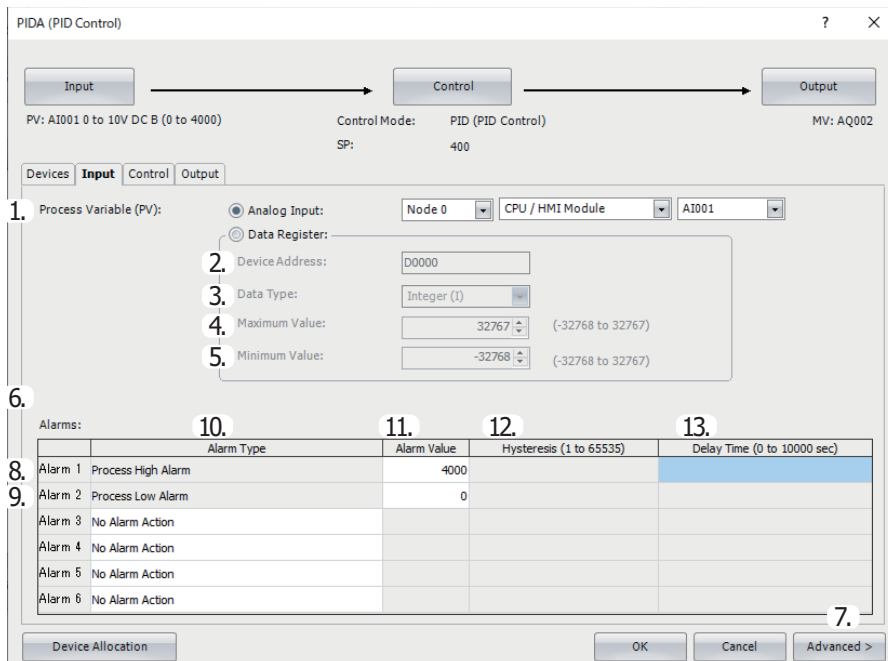 PIDA (PID Control) ? ×
Input Control Output
PV: AI001 0 to 10V DC B (0 to 4000) Control Mode: PID (PID Control) MV: AQ002
SP: 400
Devices Input Control Output
1. Process Variable (PV): Analog Input: Node 0 CPU / HMI Module AI001
Data Register:
2. Device Address: D0000
3. Data Type: Integer (I)
4. Maximum Value: 32767 (-32768 to 32767)
5. Minimum Value: -32768 (-32768 to 32767)
6.
Alarms: 10. 11. 12. 13.
Alarm Type Alarm Value Hysteresis (1 to 65535) Delay Time (0 to 10000 sec)
8. Alarm 1 Process High Alarm 4000
9. Alarm 2 Process Low Alarm 0
Alarm 3 No Alarm Action
Alarm 4 No Alarm Action
Alarm 5 No Alarm Action
Alarm 6 No Alarm Action
7.
Device Allocation OK Cancel Advanced >